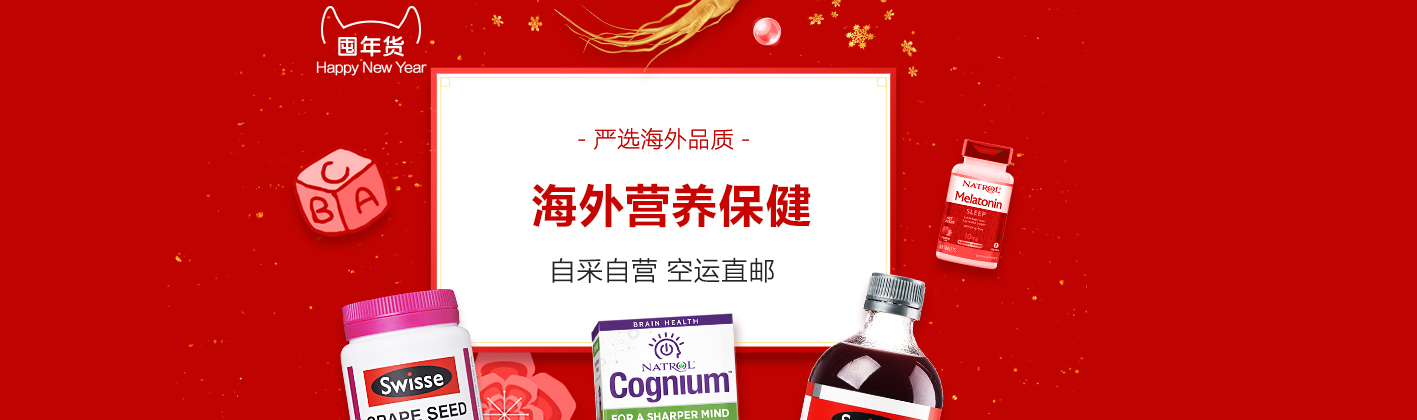 囤年货
Happy New Year
- 严选海外品质 -
海外营养保健
自采自营 空运直邮
C
B A
NATROL
Melatonin
SLEEP
10mg
Swisse
GRAPE SEED
BRAIN HEALTH
NATROL
Cognium™
FOR A SHARPER MIND